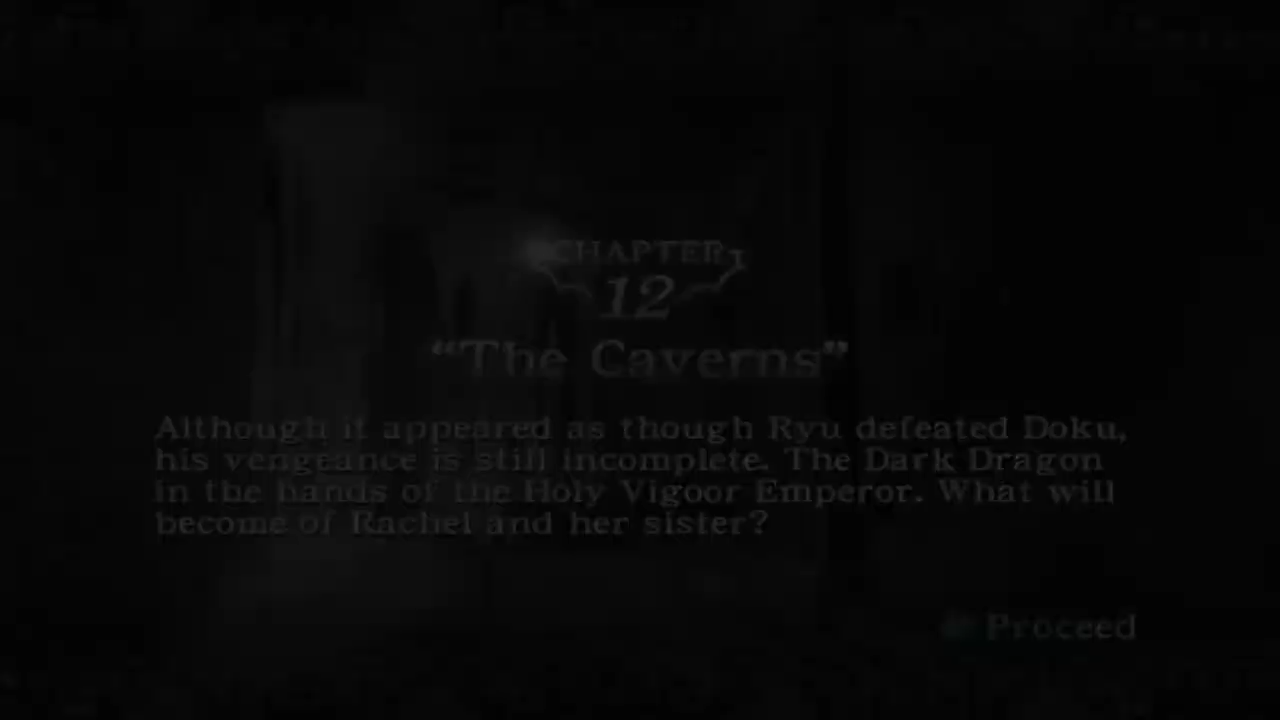 CHAPTER
12
“The Caverns”
Although it appeared as though Ryu defeated Doku,
his vengeance is still incomplete. The Dark Dragon
in the hands of the Holy Vigoor Emperor. What will
become of Rachel and her sister?
Proceed